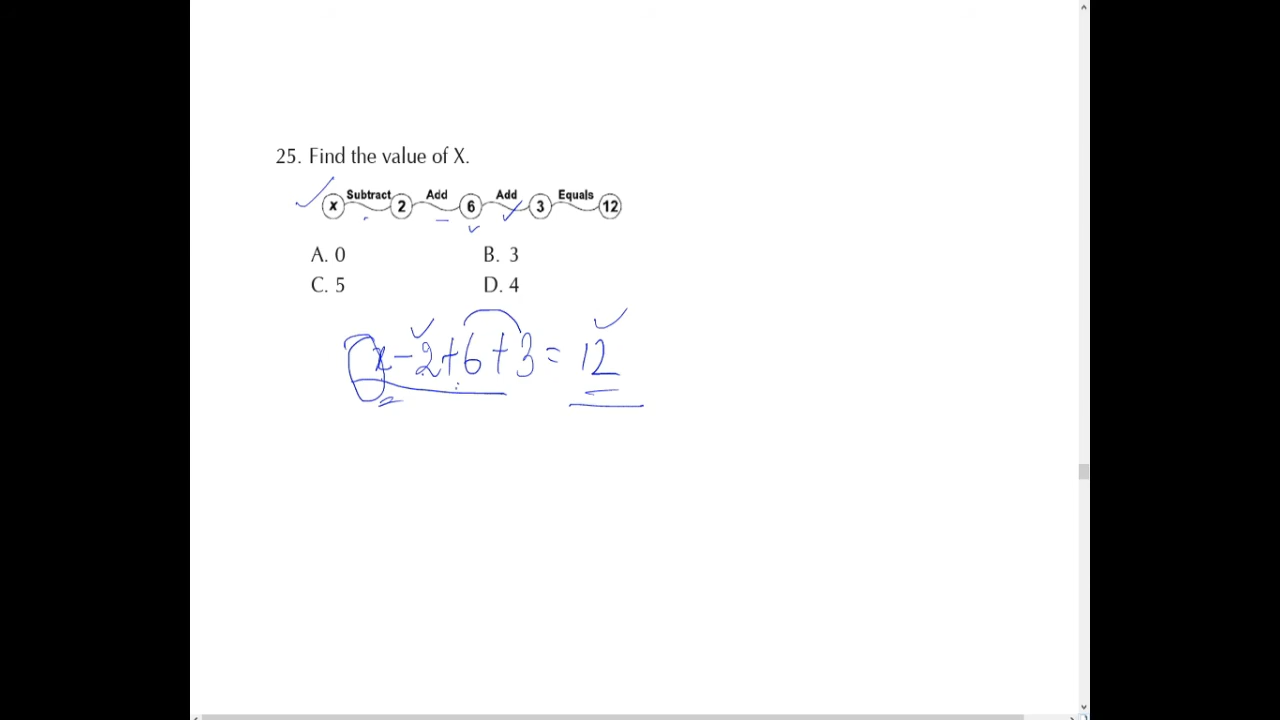 25. Find the value of X.
Subtract Add Add Equals
x 2 6 3 12
A. 0 B. 3
C. 5 D. 4
x - 2 + 6 + 3 = 12